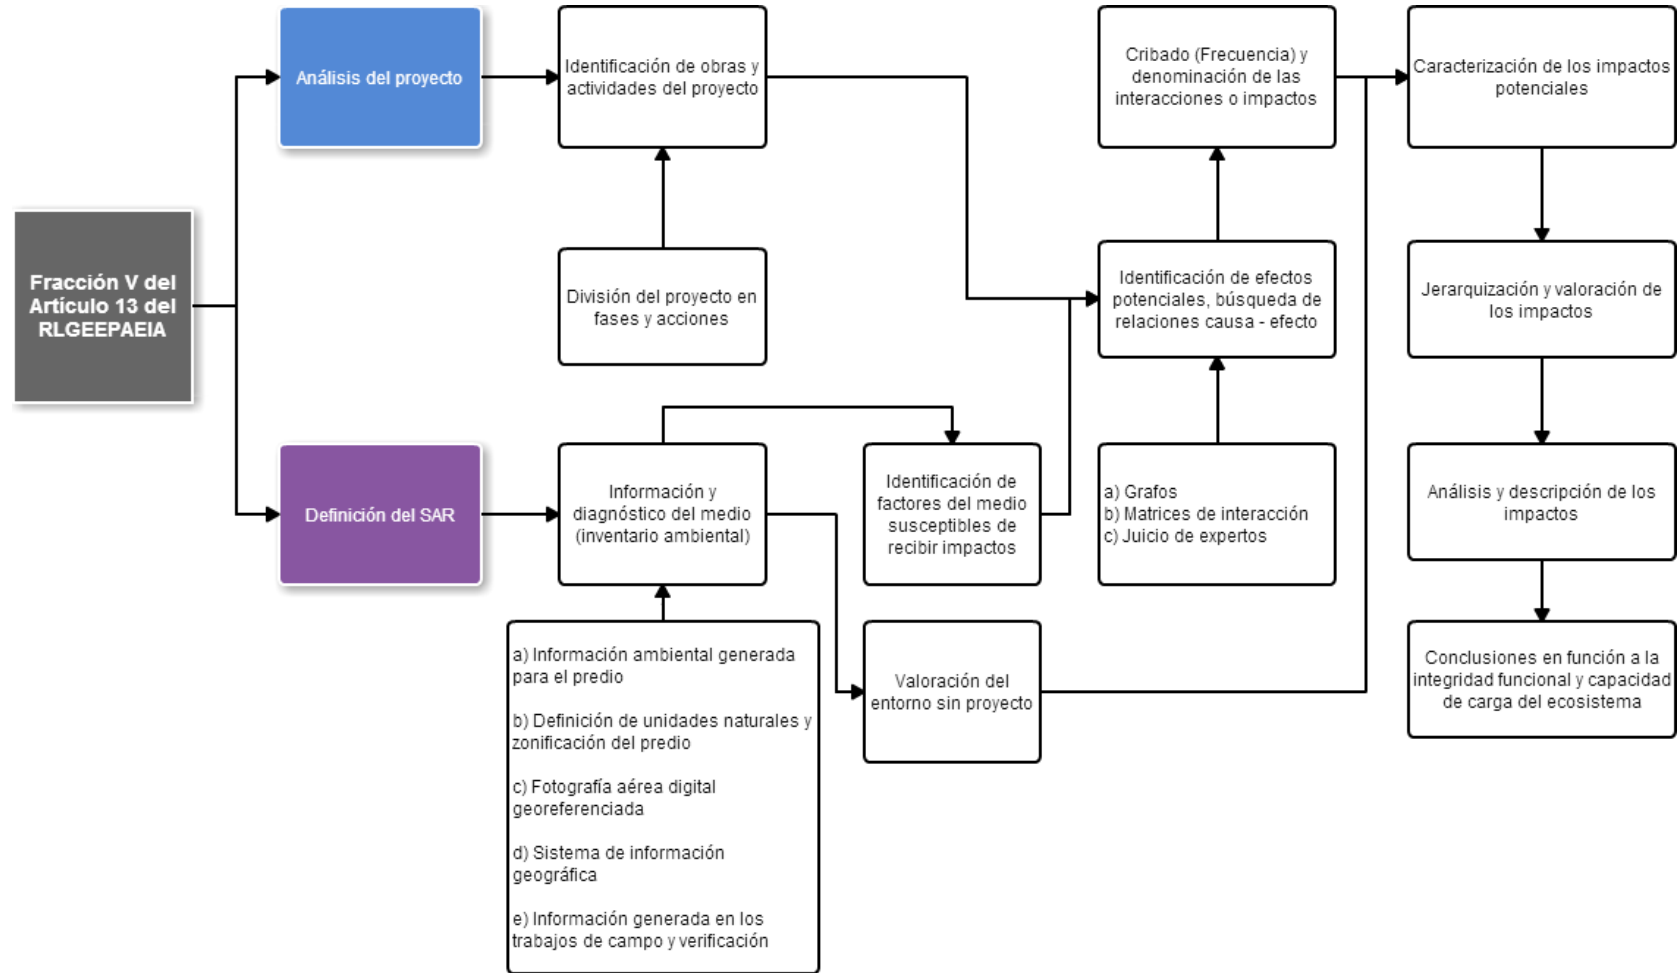 Fracción V del
Artículo 13 del
RLGEEPAEIA
Análisis del proyecto
Identificación de obras y
actividades del proyecto
División del proyecto en
fases y acciones
Definición del SAR
Información y
diagnóstico del medio
(inventario ambiental)
a) Información ambiental generada
para el predio
b) Definición de unidades naturales y
zonificación del predio
c) Fotografía aérea digital
georeferenciada
d) Sistema de información
geográfica
e) Información generada en los
trabajos de campo y verificación
Identificación de
factores del medio
susceptibles de
recibir impactos
Valoración del
entorno sin proyecto
Cribado (Frecuencia) y
denominación de las
interacciones o impactos
Identificación de efectos
potenciales, búsqueda de
relaciones causa - efecto
a) Grafos
b) Matrices de interacción
c) Juicio de expertos
Caracterización de los impactos
potenciales
Jerarquización y valoración de
los impactos
Análisis y descripción de los
impactos
Conclusiones en función a la
integridad funcional y capacidad
de carga del ecosistema